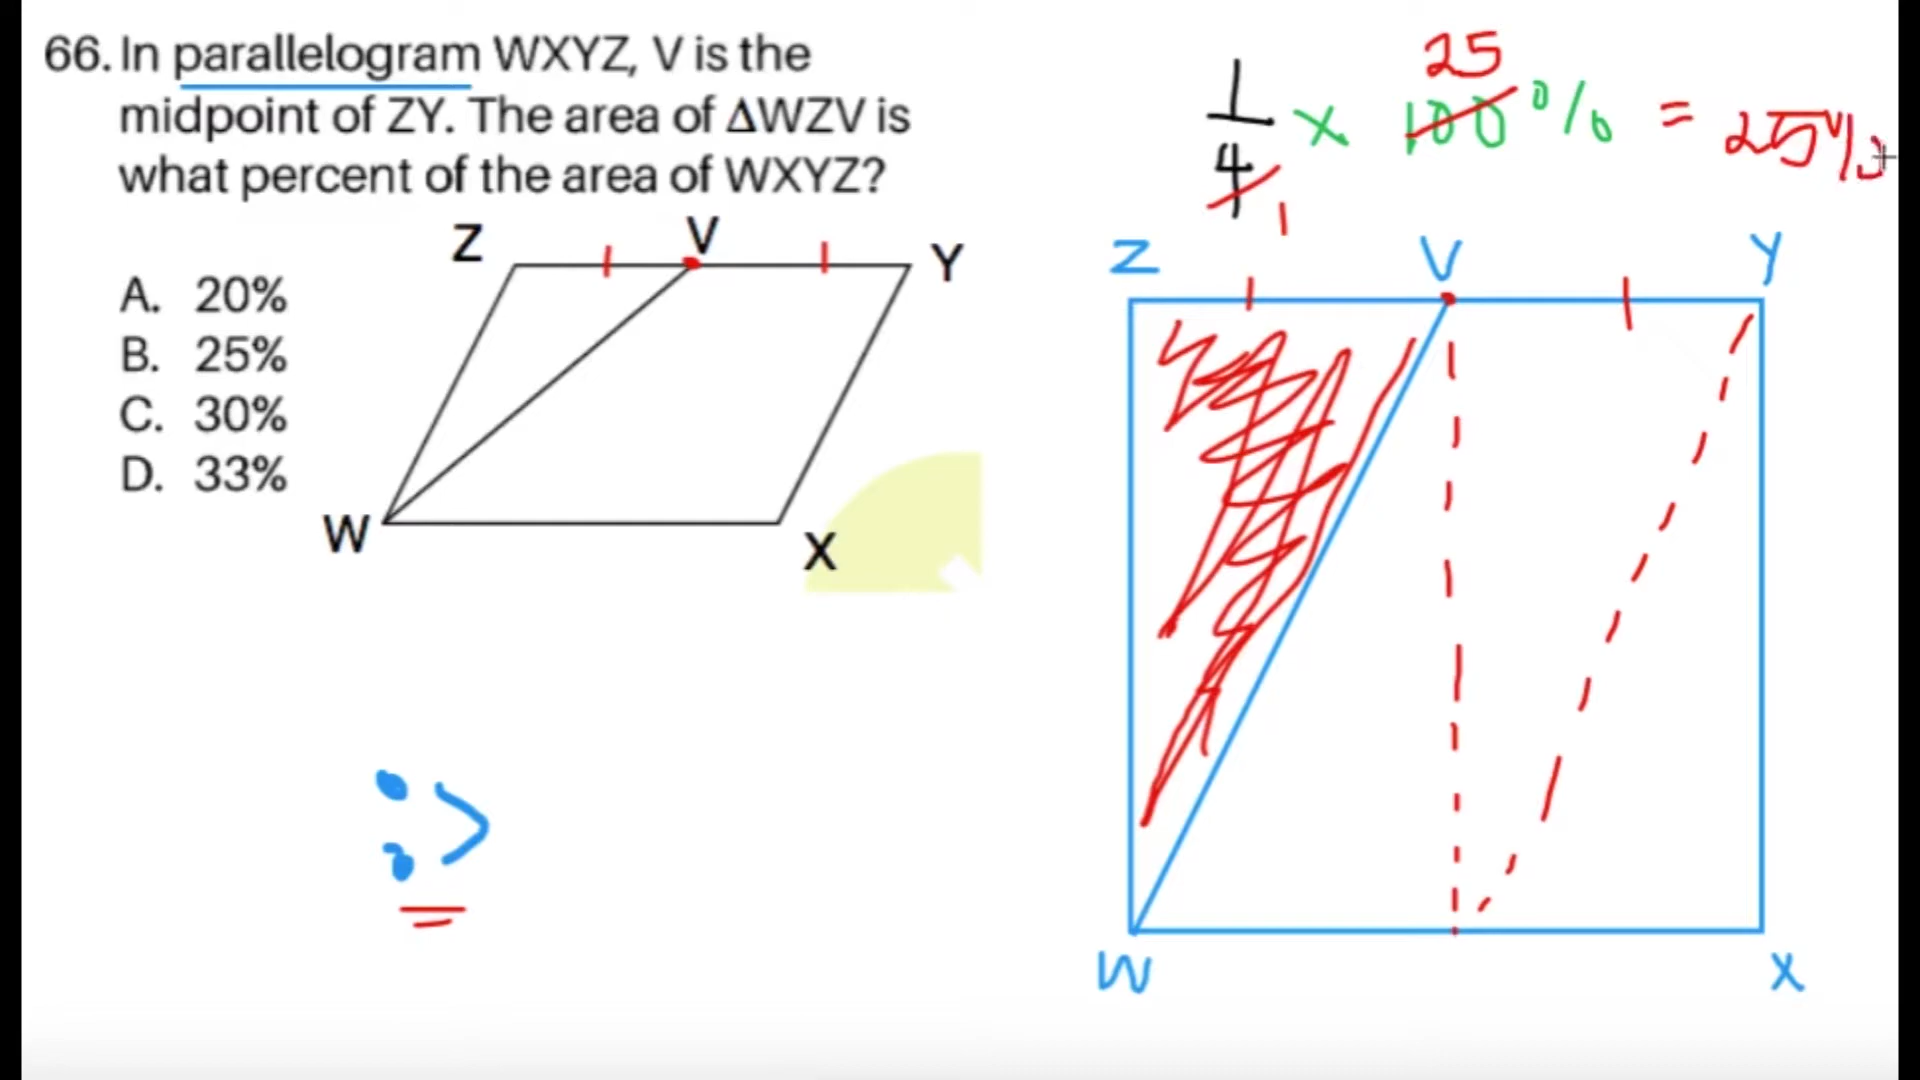 66. In parallelogram WXYZ, V is the
midpoint of ZY. The area of ΔWZV is
what percent of the area of WXYZ?
A. 20%
B. 25%
C. 30%
D. 33%
Z V Y
W X
25
1/4 x 100% = 25%
1
Z V Y
W X